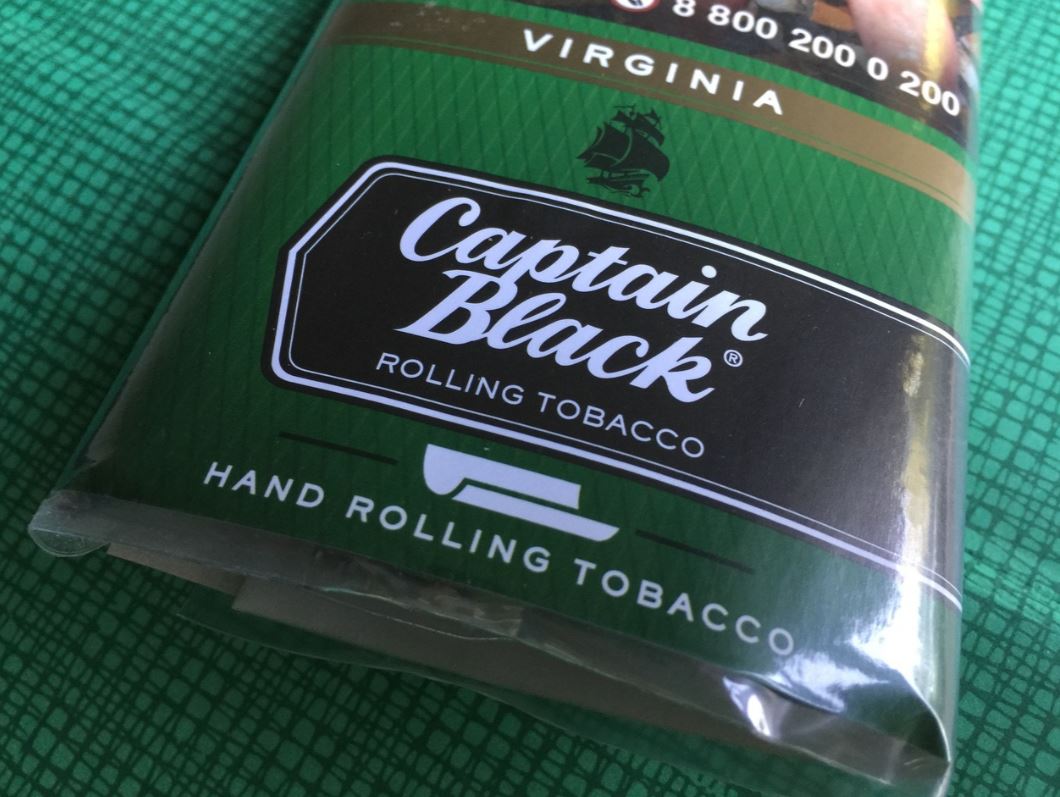 8 800 200 0 200
VIRGINIA
Captain
Black®
ROLLING TOBACCO
HAND ROLLING TOBACCO